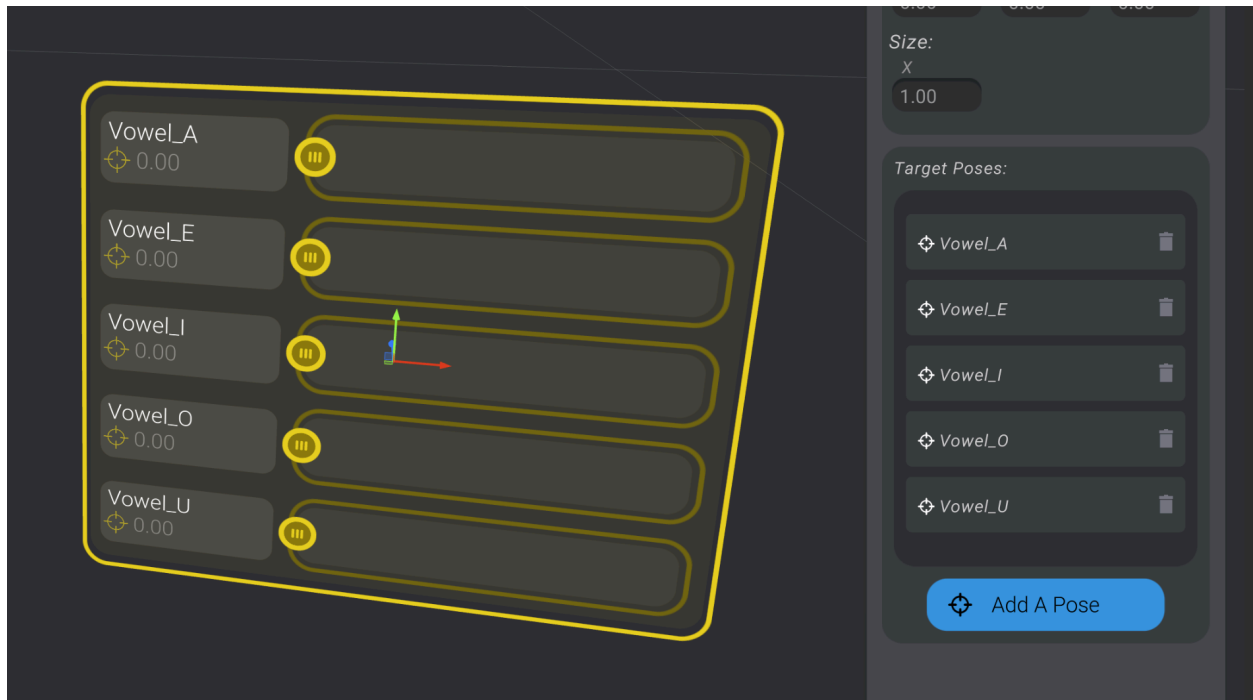 Vowel_A
0.00
Vowel_E
0.00
Vowel_I
0.00
Vowel_O
0.00
Vowel_U
0.00
Size:
X
1.00
Target Poses:
Vowel_A
Vowel_E
Vowel_I
Vowel_O
Vowel_U
Add A Pose